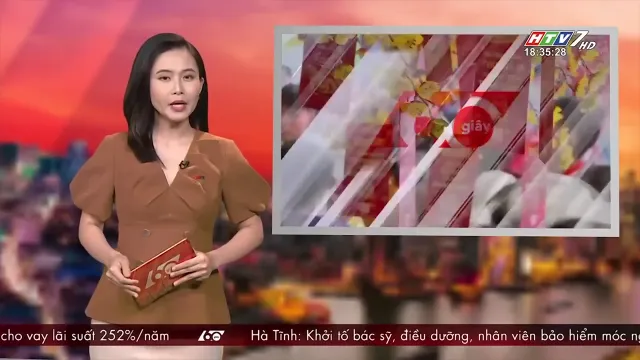 HTV7 HD
18:35:28
giây
60
cho vay lãi suất 252%/năm 60 Hà Tĩnh: Khởi tố bác sỹ, điều dưỡng, nhân viên bảo hiểm móc n